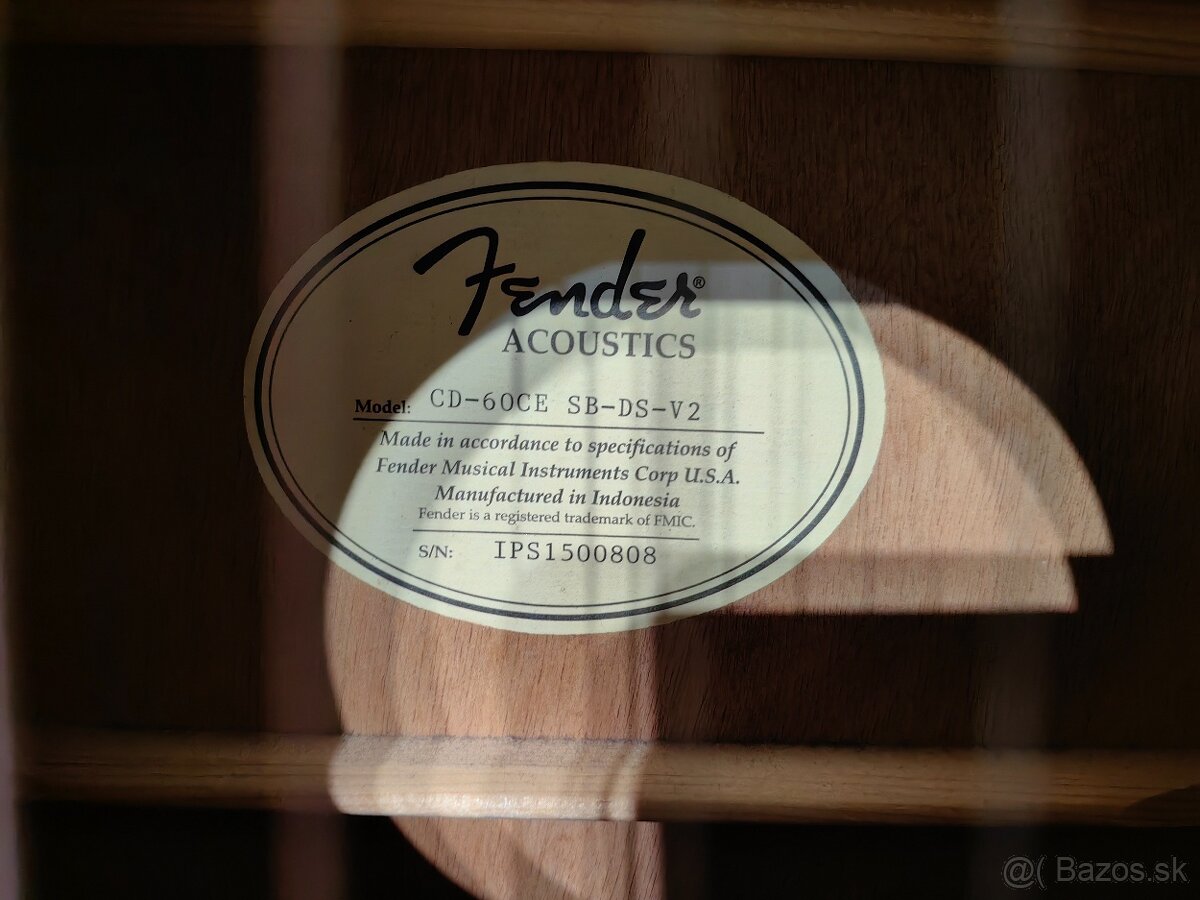 Fender®
ACOUSTICS
Model: CD-60CE SB-DS-V2
Made in accordance to specifications of
Fender Musical Instruments Corp U.S.A.
Manufactured in Indonesia
Fender is a registered trademark of FMIC.
S/N: IPS1500808
@( Bazos.sk